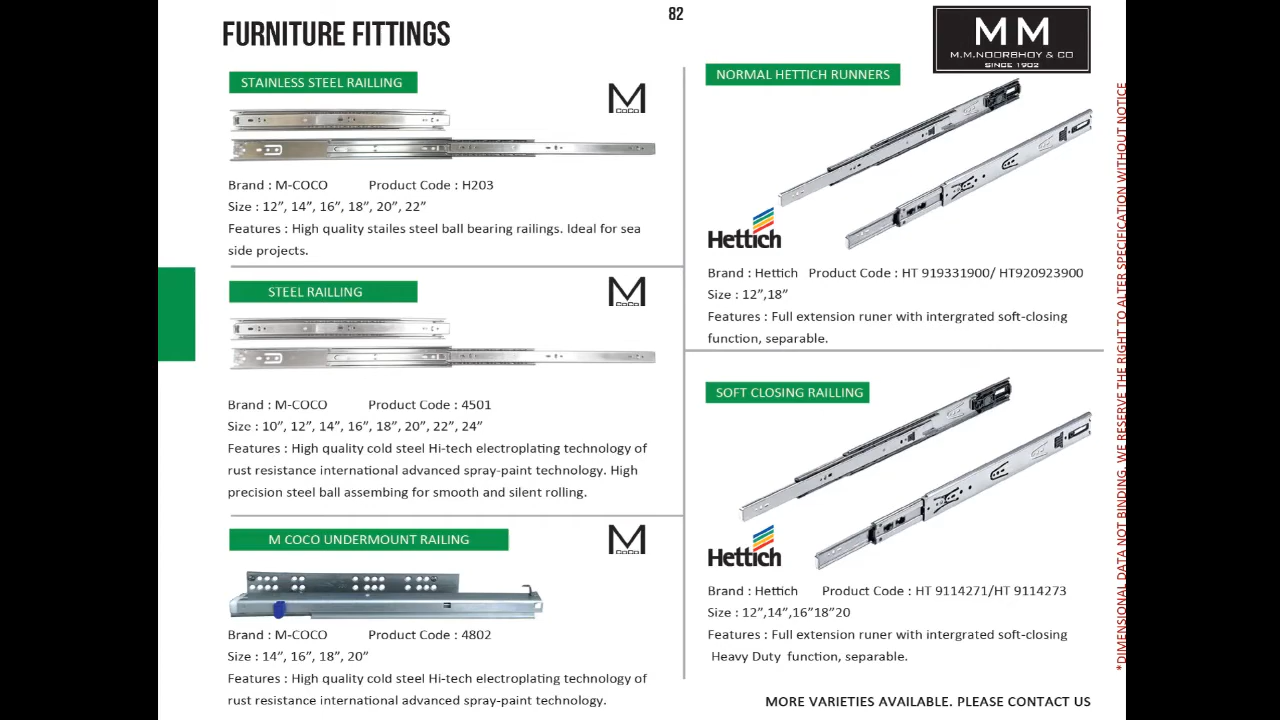 82
FURNITURE FITTINGS
MM
M.M.NOORBHOY & CO
SINCE 1902
STAINLESS STEEL RAILLING
M
COCO
Brand : M-COCO Product Code : H203
Size : 12”, 14”, 16”, 18”, 20”, 22”
Features : High quality stailes steel ball bearing railings. Ideal for sea
side projects.
STEEL RAILLING
M
COCO
Brand : M-COCO Product Code : 4501
Size : 10”, 12”, 14”, 16”, 18”, 20”, 22”, 24”
Features : High quality cold steel Hi-tech electroplating technology of
rust resistance international advanced spray-paint technology. High
precision steel ball assembing for smooth and silent rolling.
M COCO UNDERMOUNT RAILING
M
COCO
Brand : M-COCO Product Code : 4802
Size : 14”, 16”, 18”, 20”
Features : High quality cold steel Hi-tech electroplating technology of
rust resistance international advanced spray-paint technology.
NORMAL HETTICH RUNNERS
Hettich
Brand : Hettich Product Code : HT 919331900/ HT920923900
Size : 12”,18”
Features : Full extension runer with intergrated soft-closing
function, separable.
SOFT CLOSING RAILLING
Hettich
Brand : Hettich Product Code : HT 9114271/HT 9114273
Size : 12”,14”,16”18”20
Features : Full extension runer with intergrated soft-closing
Heavy Duty function, separable.
MORE VARIETIES AVAILABLE. PLEASE CONTACT US
*DIMENSIONAL DATA NOT BINDING. WE RESERVE THE RIGHT TO ALTER SPECIFICATION WITHOUT NOTICE